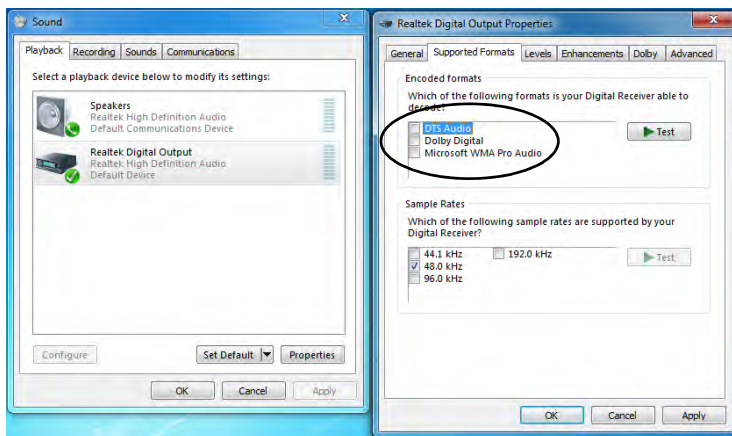 Sound
Playback Recording Sounds Communications
Select a playback device below to modify its settings:
Speakers
Realtek High Definition Audio
Default Communications Device
Realtek Digital Output
Realtek High Definition Audio
Default Device
Configure Set Default Properties
OK Cancel Apply
Realtek Digital Output Properties
General Supported Formats Levels Enhancements Dolby Advanced
Encoded formats
Which of the following formats is your Digital Receiver able to
decode?
DTS Audio
Dolby Digital
Microsoft WMA Pro Audio
Test
Sample Rates
Which of the following sample rates are supported by your
Digital Receiver?
44.1 kHz 192.0 kHz
48.0 kHz
96.0 kHz
Test
OK Cancel Apply